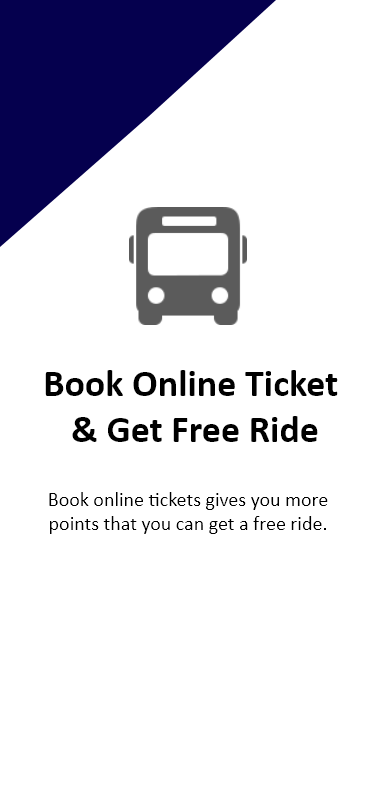 Book Online Ticket
& Get Free Ride
Book online tickets gives you more
points that you can get a free ride.